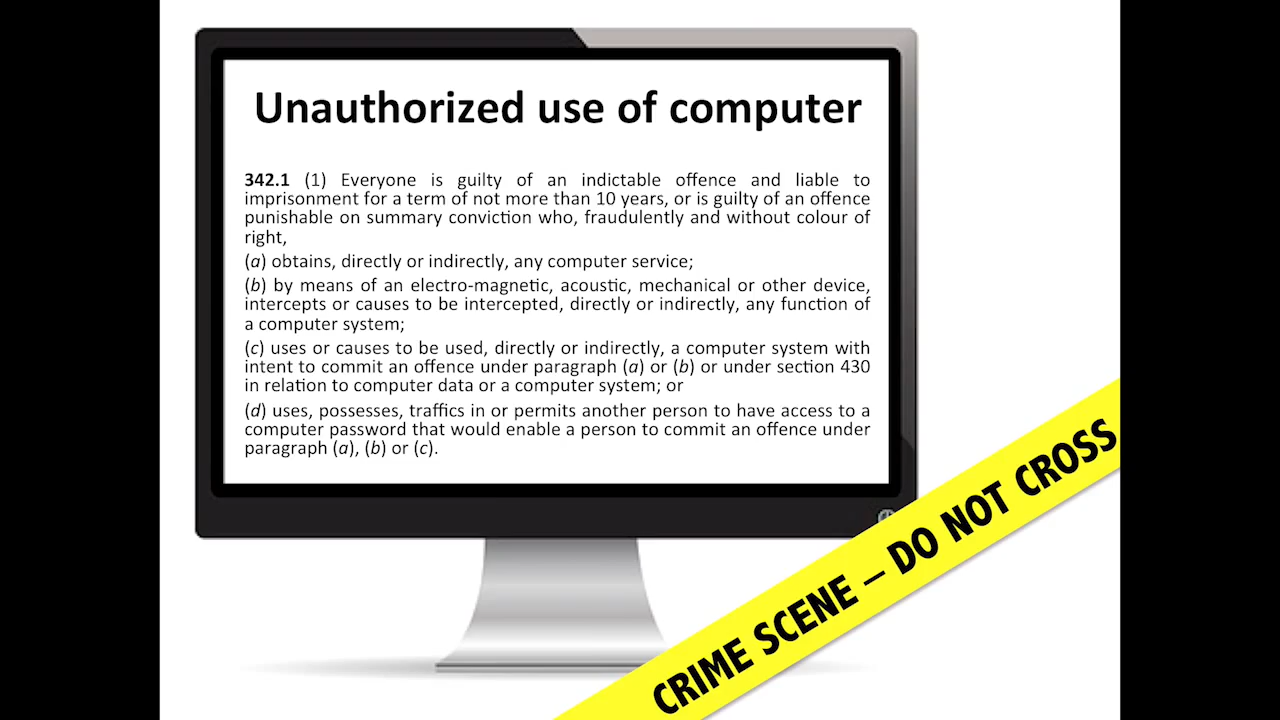 Unauthorized use of computer
342.1 (1) Everyone is guilty of an indictable offence and liable to
imprisonment for a term of not more than 10 years, or is guilty of an offence
punishable on summary conviction who, fraudulently and without colour of
right,
(a) obtains, directly or indirectly, any computer service;
(b) by means of an electro-magnetic, acoustic, mechanical or other device,
intercepts or causes to be intercepted, directly or indirectly, any function of
a computer system;
(c) uses or causes to be used, directly or indirectly, a computer system with
intent to commit an offence under paragraph (a) or (b) or under section 430
in relation to computer data or a computer system; or
(d) uses, possesses, traffics in or permits another person to have access to a
computer password that would enable a person to commit an offence under
paragraph (a), (b) or (c).
CRIME SCENE – DO NOT CROSS